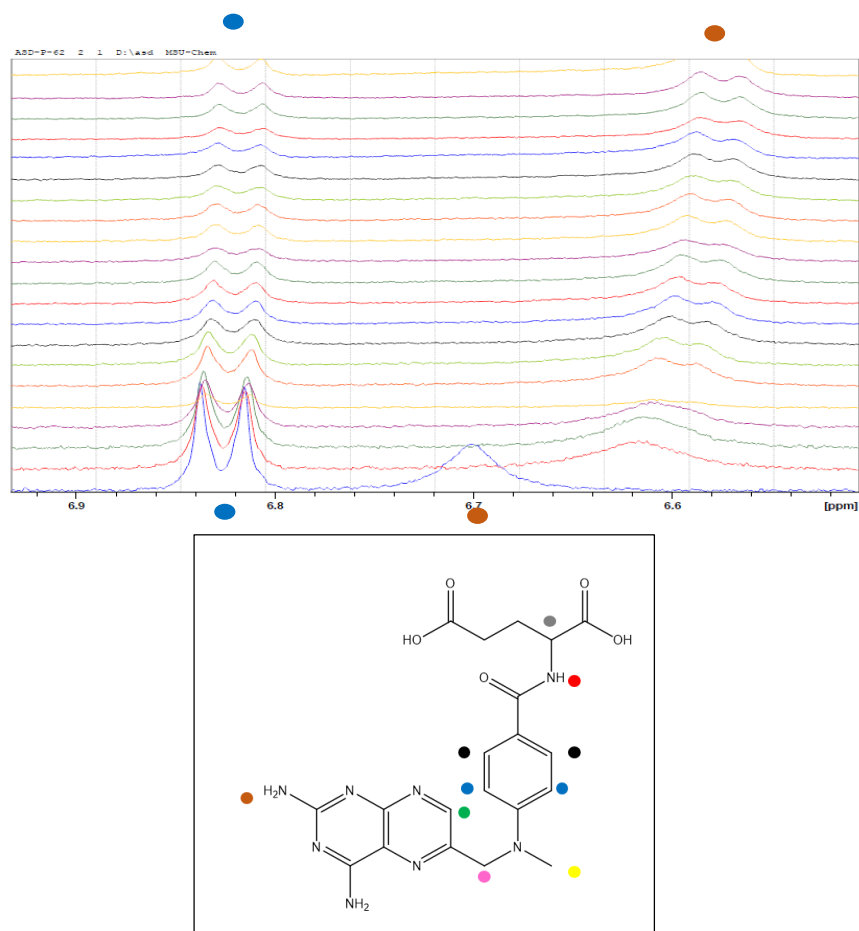 ASD-P-62 2 1 D:\asd MSU-Chem
6.9 6.8 6.7 6.6 [ppm]
O O
HO OH
O NH
H₂N N N
N N N
NH₂